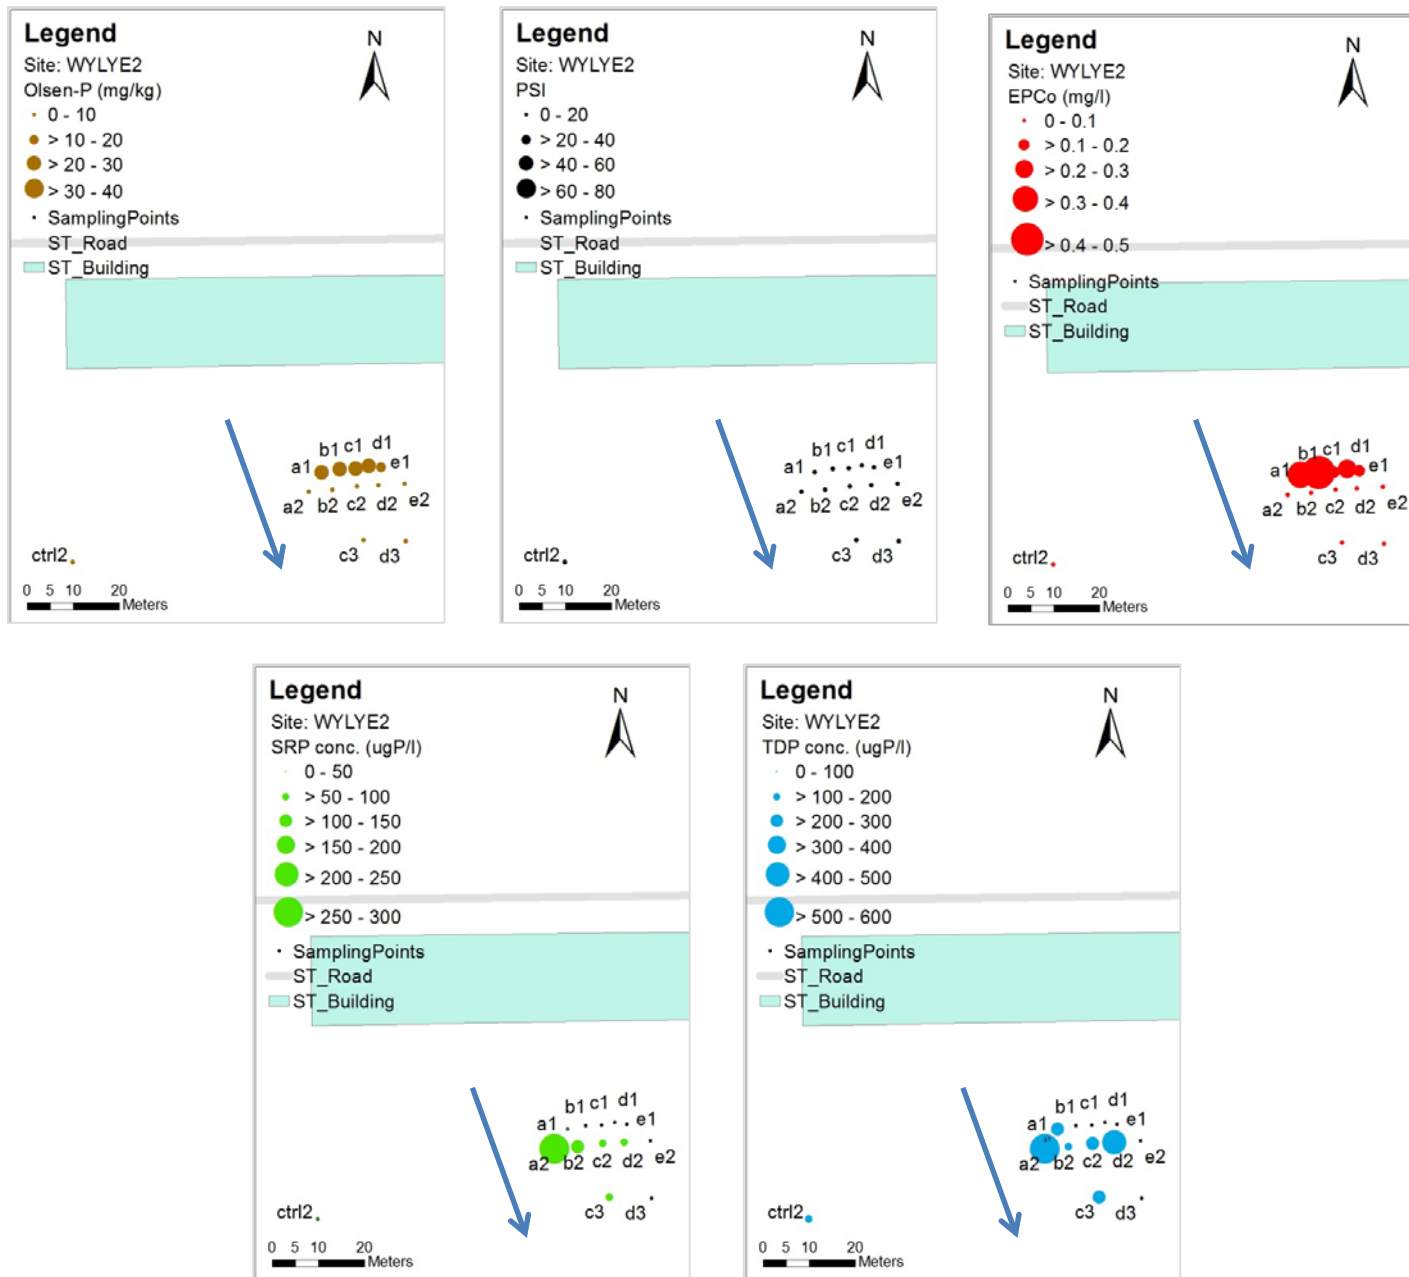 Legend
N
Site: WYLYE2
Olsen-P (mg/kg)
0 - 10
> 10 - 20
> 20 - 30
> 30 - 40
SamplingPoints
ST_Road
ST_Building
b1 c1 d1
a1 e1
a2 b2 c2 d2 e2
c3 d3
ctrl2
0 5 10 20
Meters
Legend
N
Site: WYLYE2
PSI
0 - 20
> 20 - 40
> 40 - 60
> 60 - 80
SamplingPoints
ST_Road
ST_Building
b1 c1 d1
a1 e1
a2 b2 c2 d2 e2
c3 d3
ctrl2
0 5 10 20
Meters
Legend
N
Site: WYLYE2
EPCo (mg/l)
0 - 0.1
> 0.1 - 0.2
> 0.2 - 0.3
> 0.3 - 0.4
> 0.4 - 0.5
SamplingPoints
ST_Road
ST_Building
b1 c1 d1
a1 e1
a2 b2 c2 d2 e2
c3 d3
ctrl2
0 5 10 20
Meters
Legend
N
Site: WYLYE2
SRP conc. (ugP/l)
0 - 50
> 50 - 100
> 100 - 150
> 150 - 200
> 200 - 250
> 250 - 300
SamplingPoints
ST_Road
ST_Building
b1 c1 d1
a1 e1
a2 b2 c2 d2 e2
c3 d3
ctrl2
0 5 10 20
Meters
Legend
N
Site: WYLYE2
TDP conc. (ugP/l)
0 - 100
> 100 - 200
> 200 - 300
> 300 - 400
> 400 - 500
> 500 - 600
SamplingPoints
ST_Road
ST_Building
b1 c1 d1
a1 e1
a2 b2 c2 d2 e2
c3 d3
ctrl2
0 5 10 20
Meters